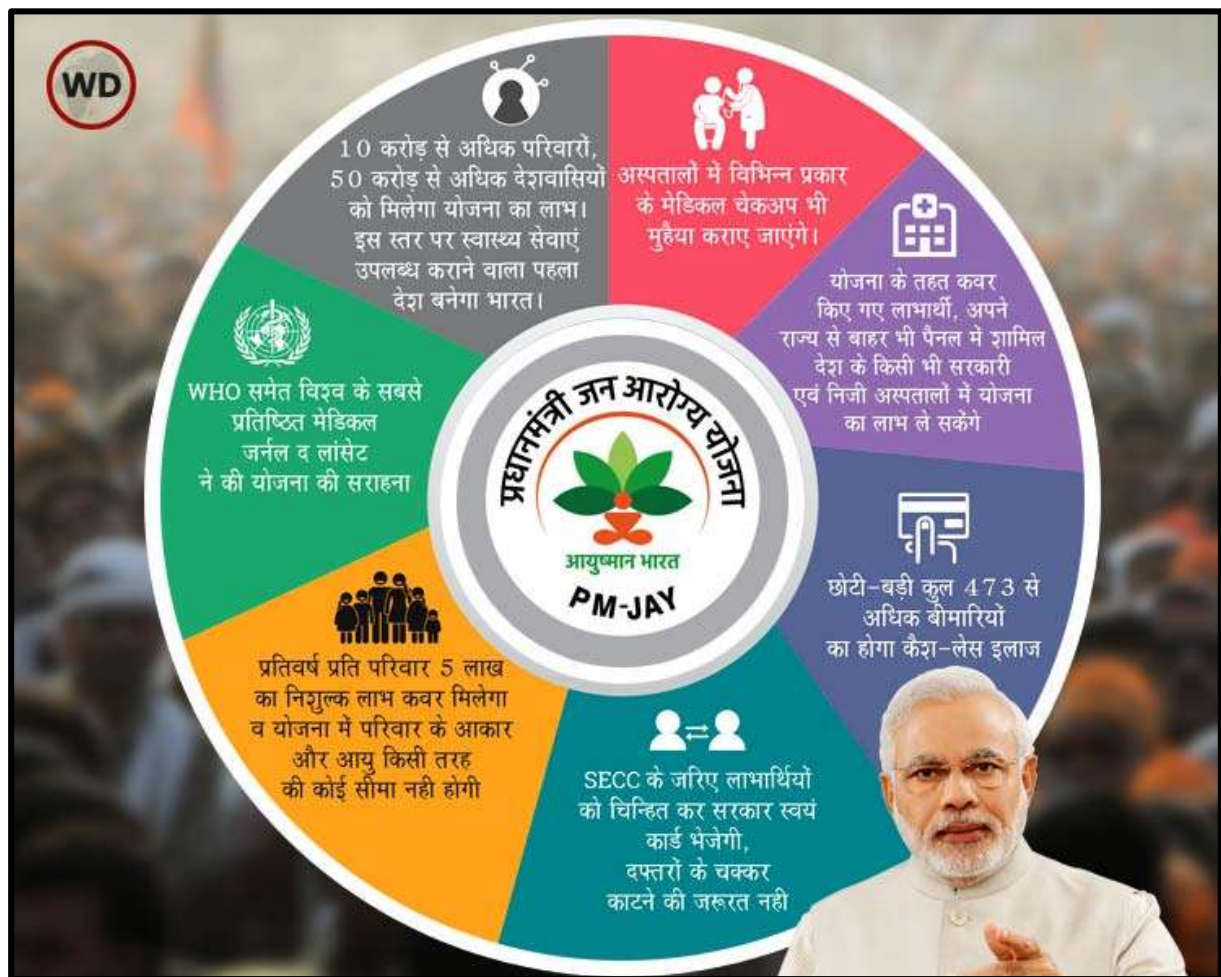 WD
10 करोड़ से अधिक परिवारों,
50 करोड़ से अधिक देशवासियों
को मिलेगा योजना का लाभ।
इस स्तर पर स्वास्थ्य सेवाएं
उपलब्ध कराने वाला पहला
देश बनेगा भारत।
अस्पतालों में विभिन्न प्रकार
के मेडिकल चेकअप भी
मुहैया कराए जाएंगे।
योजना के तहत कवर
किए गए लाभार्थी, अपने
राज्य से बाहर भी पैनल में शामिल
देश के किसी भी सरकारी
एवं निजी अस्पतालों में योजना
का लाभ ले सकेंगे
छोटी-बड़ी कुल 473 से
अधिक बीमारियों
का होगा कैश-लेस इलाज
SECC के जरिए लाभार्थियों
को चिन्हित कर सरकार स्वयं
कार्ड भेजेगी,
दफ्तरों के चक्कर
काटने की जरूरत नही
प्रतिवर्ष प्रति परिवार 5 लाख
का निशुल्क लाभ कवर मिलेगा
व योजना में परिवार के आकार
और आयु किसी तरह
की कोई सीमा नही होगी
WHO समेत विश्व के सबसे
प्रतिष्ठित मेडिकल
जर्नल द लांसेट
ने की योजना की सराहना
प्रधानमंत्री जन आरोग्य योजना
आयुष्मान भारत
PM-JAY